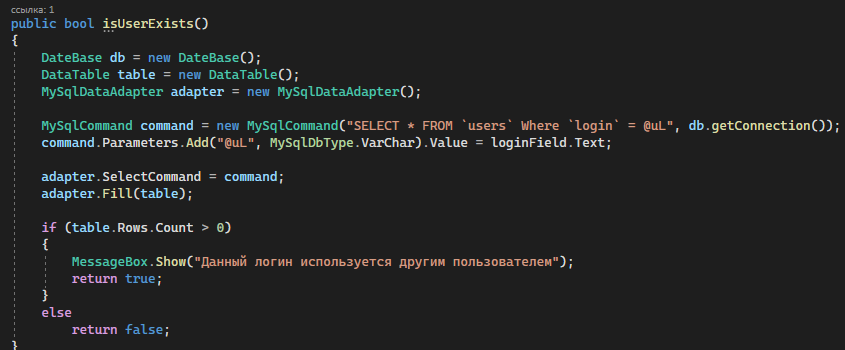 ссылка: 1
public bool isUserExists()
{
DateBase db = new DateBase();
DataTable table = new DataTable();
MySqlDataAdapter adapter = new MySqlDataAdapter();
MySqlCommand command = new MySqlCommand("SELECT * FROM `users` Where `login` = @uL", db.getConnection());
command.Parameters.Add("@uL", MySqlDbType.VarChar).Value = loginField.Text;
adapter.SelectCommand = command;
adapter.Fill(table);
if (table.Rows.Count > 0)
{
MessageBox.Show("Данный логин используется другим пользователем");
return true;
}
else
return false;
}